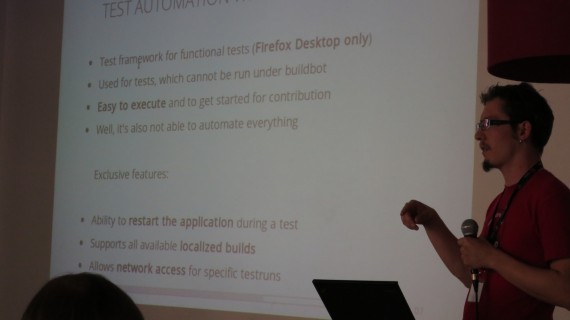 TEST AUTOMATION
Test framework for functional tests (Firefox Desktop only)
Used for tests, which cannot be run under buildbot
Easy to execute and to get started for contribution
Well, it's also not able to automate everything
Exclusive features:
Ability to restart the application during a test
Supports all available localized builds
Allows network access for specific testruns